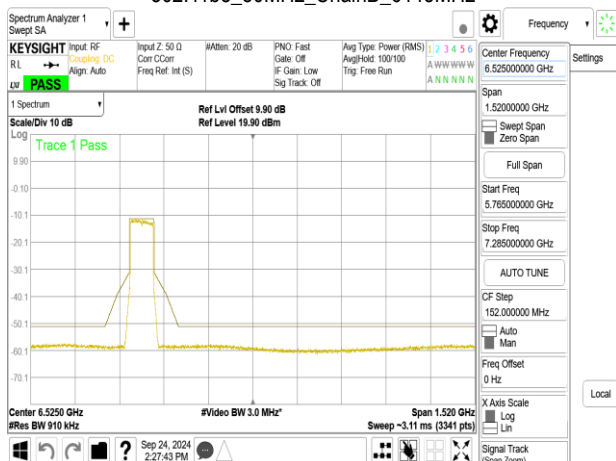 Spectrum Analyzer 1
Swept SA
+
Frequency
KEYSIGHT
RL
LXI
PASS
Input: RF
Coupling: DC
Align: Auto
Input Z: 50 Ω
Corr CCorr
Freq Ref: Int (S)
#Atten: 20 dB
PNO: Fast
Gate: Off
IF Gain: Low
Sig Track: Off
Avg Type: Power (RMS)
Avg|Hold: 100/100
Trig: Free Run
1 2 3 4 5 6
A W W W W W
A N N N N N
Center Frequency
6.525000000 GHz
Settings
1 Spectrum
Scale/Div 10 dB
Ref Lvl Offset 9.90 dB
Ref Level 19.90 dBm
Span
1.52000000 GHz
Swept Span
Zero Span
Log
Trace 1 Pass
9.90
-0.10
-10.1
-20.1
-30.1
-40.1
-50.1
-60.1
-70.1
Full Span
Start Freq
5.765000000 GHz
Stop Freq
7.285000000 GHz
AUTO TUNE
CF Step
152.000000 MHz
Auto
Man
Freq Offset
0 Hz
Local
X Axis Scale
Log
Lin
Signal Track
(Span Zoom)
Center 6.5250 GHz
#Video BW 3.0 MHz*
Span 1.520 GHz
#Res BW 910 kHz
Sweep ~3.11 ms (3341 pts)
?
Sep 24, 2024
2:27:43 PM